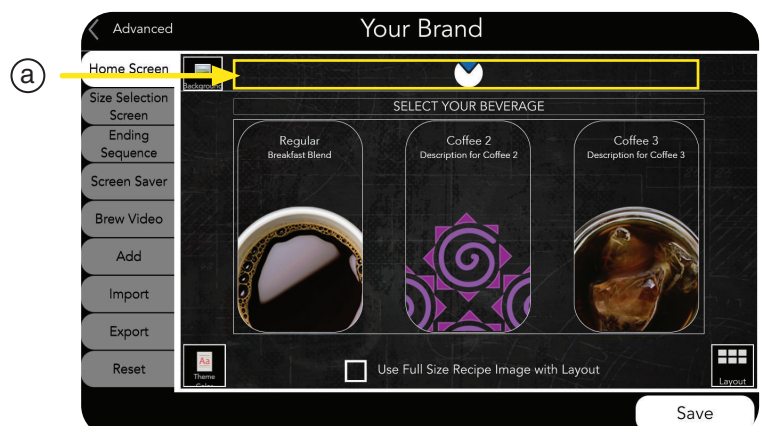 Advanced
Your Brand
a
Home Screen
Background
Size Selection
Screen
Ending
Sequence
Screen Saver
Brew Video
Add
Import
Export
Reset
SELECT YOUR BEVERAGE
Regular
Breakfast Blend
Coffee 2
Description for Coffee 2
Coffee 3
Description for Coffee 3
Aa
Theme
Color
Use Full Size Recipe Image with Layout
Layout
Save